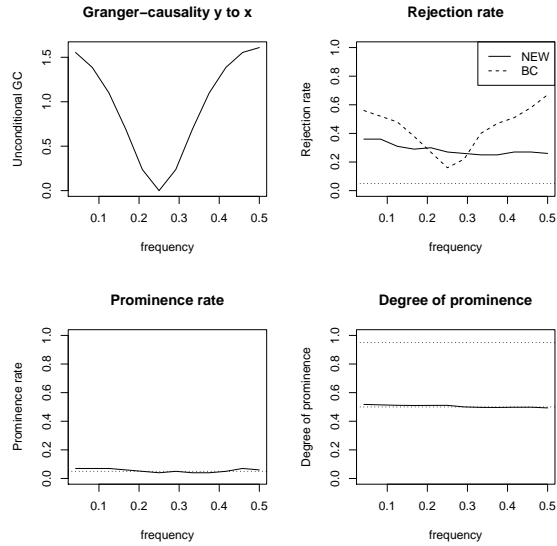 Granger−causality y to x
Unconditional GC
0.0 0.5 1.0 1.5
0.1 0.2 0.3 0.4 0.5
frequency
Rejection rate
Rejection rate
0.0 0.2 0.4 0.6 0.8 1.0
NEW
BC
0.1 0.2 0.3 0.4 0.5
frequency
Prominence rate
Prominence rate
0.0 0.2 0.4 0.6 0.8 1.0
0.1 0.2 0.3 0.4 0.5
frequency
Degree of prominence
Degree of prominence
0.0 0.2 0.4 0.6 0.8 1.0
0.1 0.2 0.3 0.4 0.5
frequency